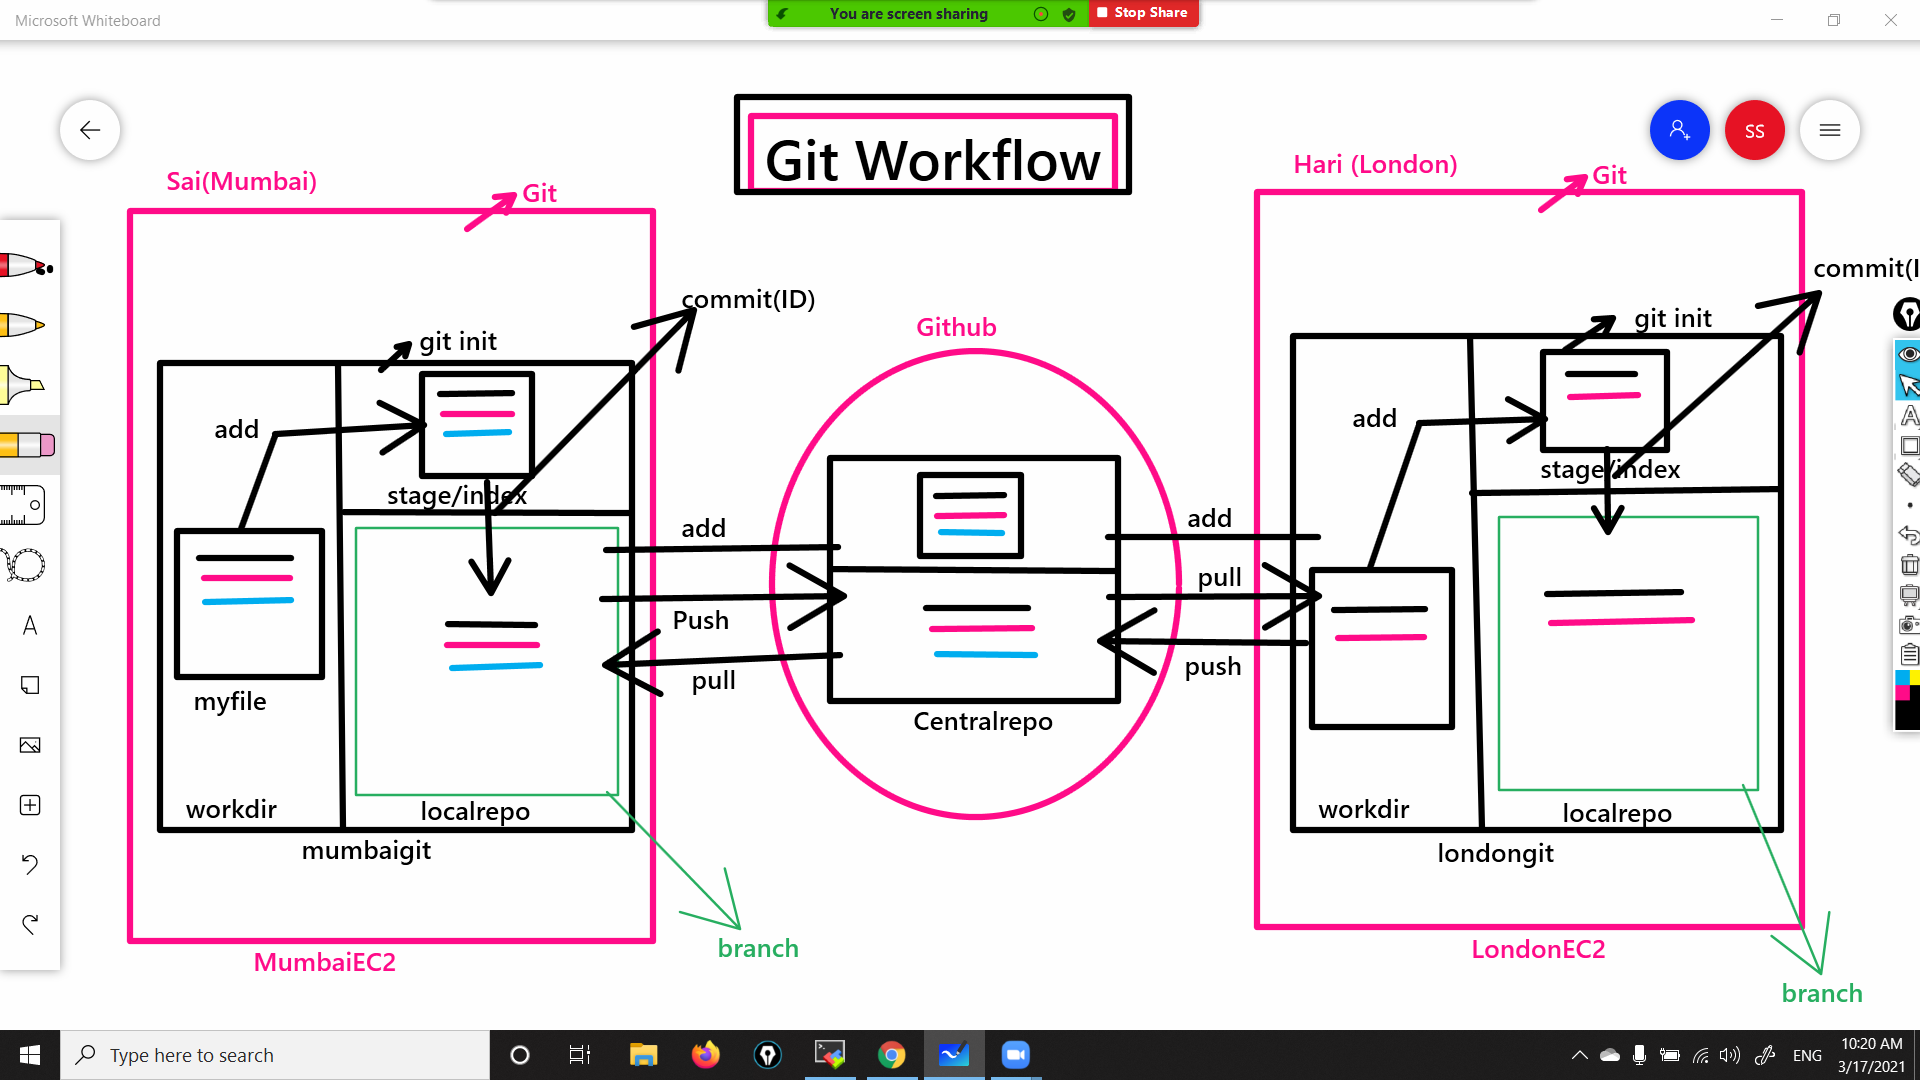 Microsoft Whiteboard
You are screen sharing
Stop Share
Git Workflow
SS
Sai(Mumbai)
Git
commit(ID)
git init
add
stage/index
myfile
workdir
localrepo
mumbaigit
MumbaiEC2
branch
Github
add
Push
pull
Centralrepo
add
pull
push
Hari (London)
Git
commit(I
git init
add
stage/index
workdir
localrepo
londongit
LondonEC2
branch
Type here to search
ENG
10:20 AM
3/17/2021